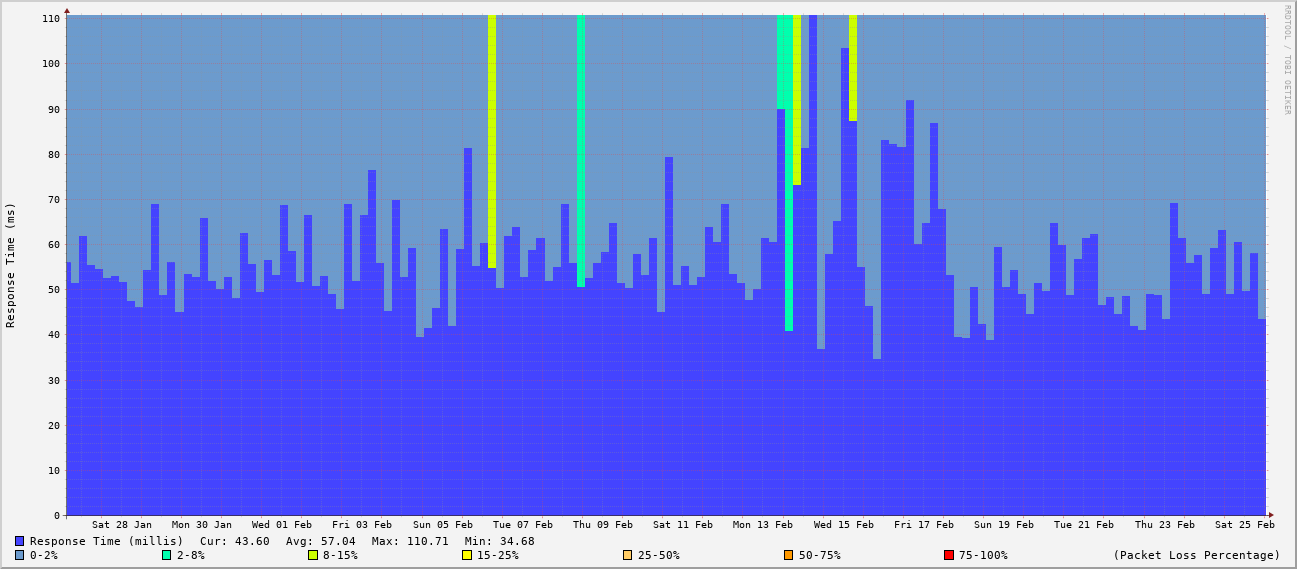 RRDTOOL / TOBI OETIKER
Response Time (ms)
110
100
90
80
70
60
50
40
30
20
10
0
Sat 28 Jan Mon 30 Jan Wed 01 Feb Fri 03 Feb Sun 05 Feb Tue 07 Feb Thu 09 Feb Sat 11 Feb Mon 13 Feb Wed 15 Feb Fri 17 Feb Sun 19 Feb Tue 21 Feb Thu 23 Feb Sat 25 Feb
Response Time (millis) Cur: 43.60 Avg: 57.04 Max: 110.71 Min: 34.68
0-2% 2-8% 8-15% 15-25% 25-50% 50-75% 75-100% (Packet Loss Percentage)